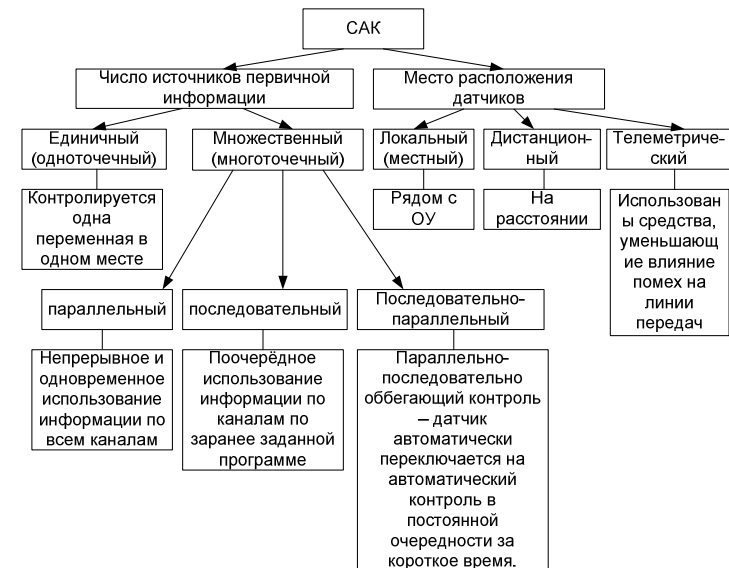 САК
Число источников первичной
информации
Место расположения
датчиков
Единичный
(одноточечный)
Множественный
(многоточечный)
Локальный
(местный)
Дистанцион-
ный
Телеметриче-
ский
Контролируется
одна
переменная в
одном месте
Рядом с
ОУ
На
расстоянии
Использован
ы средства,
уменьшающ
ие влияние
помех на
линии
передач
параллельный
последовательный
Последовательно-
параллельный
Непрерывное и
одновременное
использование
информации по
всем каналам
Поочерёдное
использование
информации по
каналам по
заранее заданной
программе
Параллельно-
последовательно
оббегающий контроль
– датчик
автоматически
переключается на
автоматический
контроль в
постоянной
очередности за
короткое время.